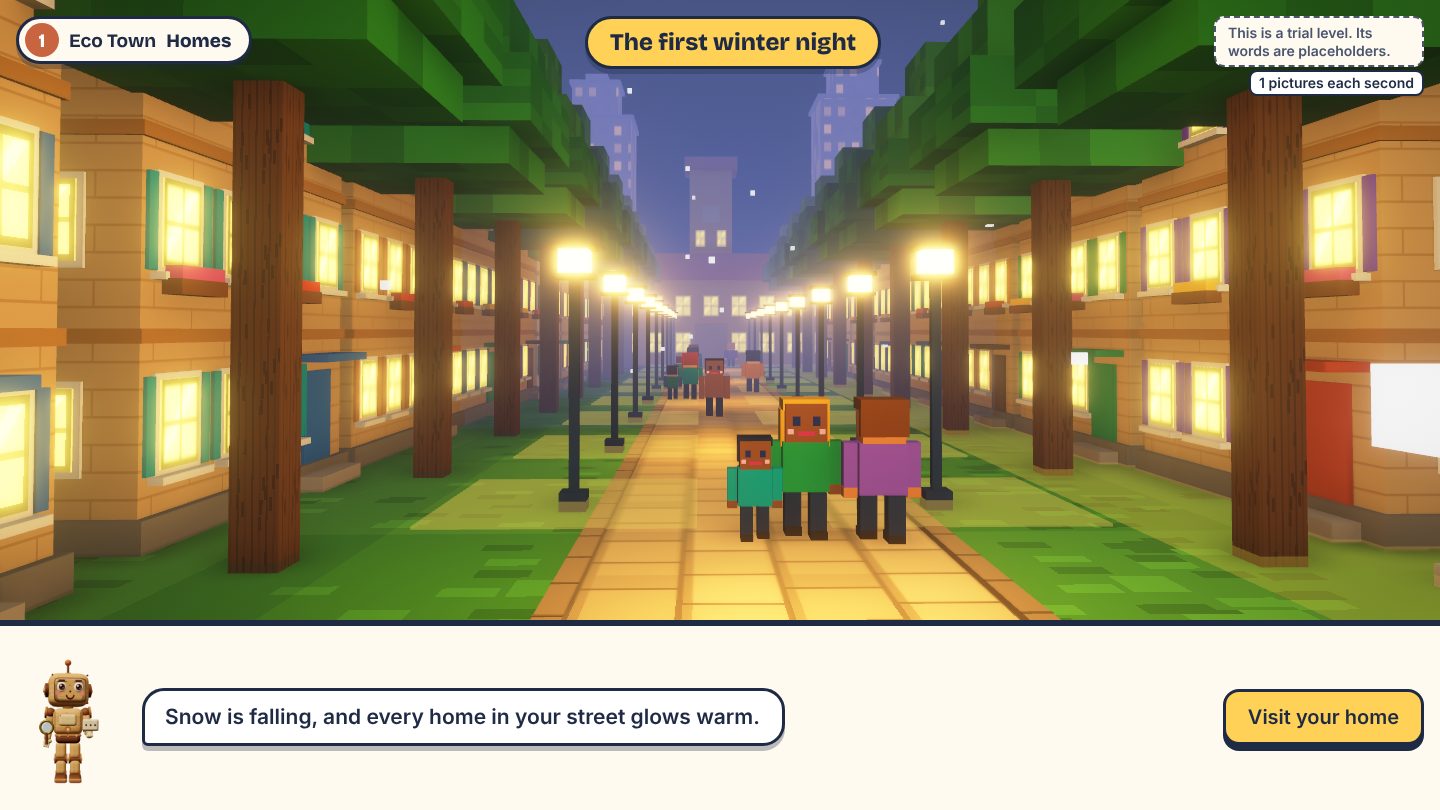 1 Eco Town Homes
The first winter night
This is a trial level. Its
words are placeholders.
1 pictures each second
Snow is falling, and every home in your street glows warm.
Visit your home